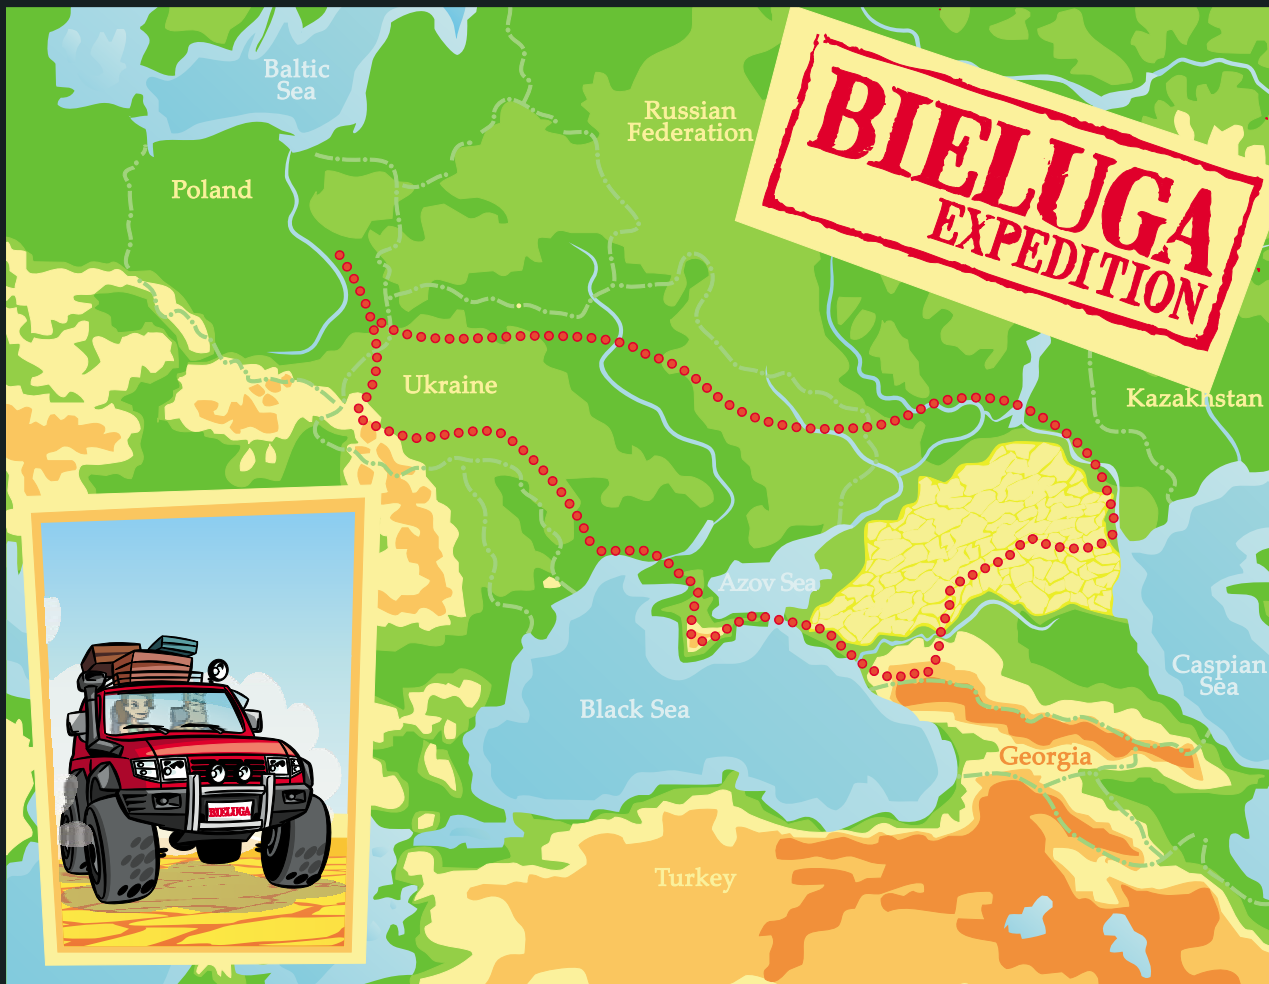 Baltic
Sea
Russian
Federation
BIELUGA
EXPEDITION
Poland
Ukraine
Kazakhstan
Azov Sea
Caspian
Sea
Black Sea
Georgia
BIELUGA
Turkey